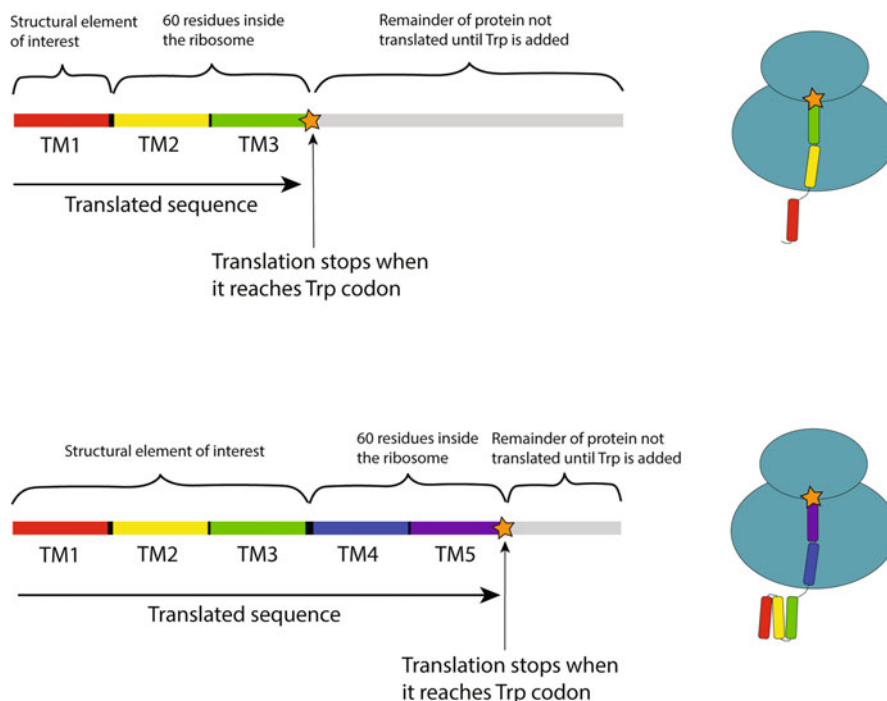 Structural element
of interest
60 residues inside
the ribosome
Remainder of protein not
translated until Trp is added
TM1
TM2
TM3
Translated sequence
Translation stops when
it reaches Trp codon
Structural element of interest
60 residues inside
the ribosome
Remainder of protein not
translated until Trp is added
TM1
TM2
TM3
TM4
TM5
Translated sequence
Translation stops when
it reaches Trp codon